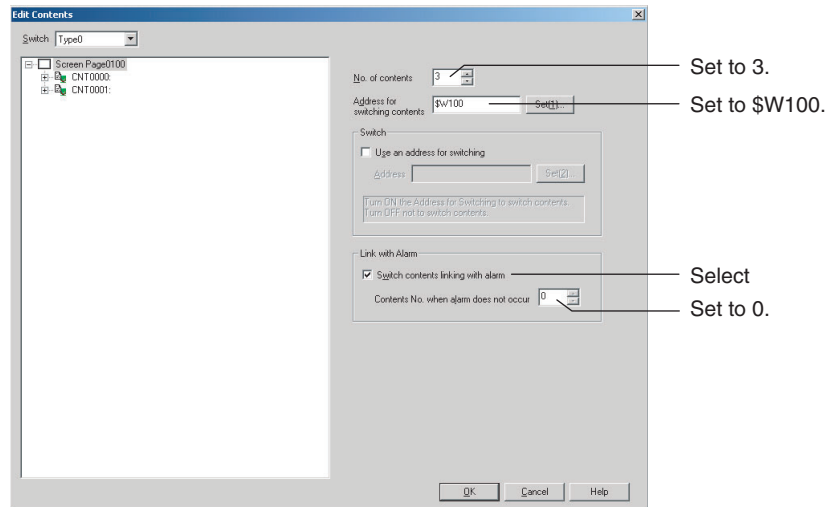 Edit Contents
Switch Type0
Screen Page0100
CNT0000:
CNT0001:
No. of contents 3
Set to 3.
Address for
switching contents $W100 Set(1)...
Set to $W100.
Switch
Use an address for switching
Address Set(2)...
Turn ON the Address for Switching to switch contents.
Turn OFF not to switch contents.
Link with Alarm
Switch contents linking with alarm
Select
Contents No. when alarm does not occur 0
Set to 0.
OK Cancel Help